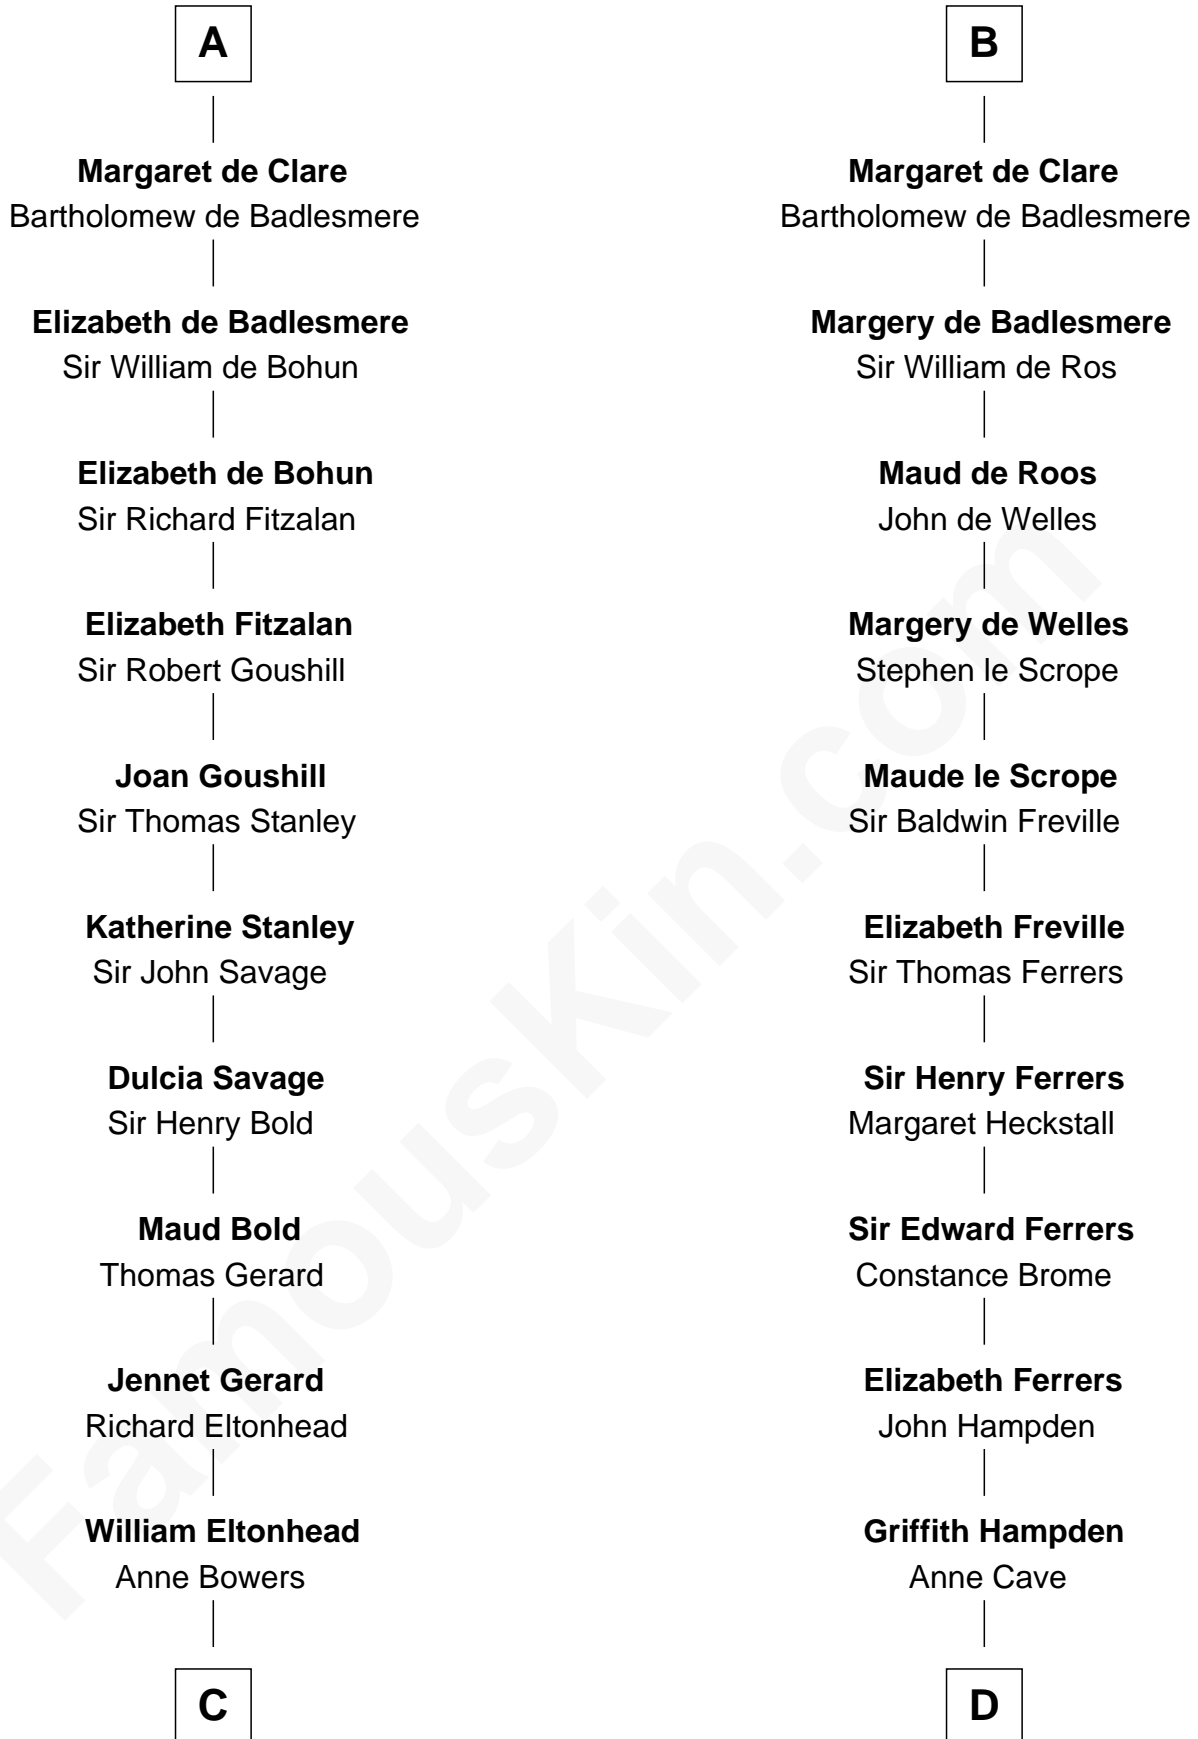 A
Margaret de Clare
Bartholomew de Badlesmere
Elizabeth de Badlesmere
Sir William de Bohun
Elizabeth de Bohun
Sir Richard Fitzalan
Elizabeth Fitzalan
Sir Robert Goushill
Joan Goushill
Sir Thomas Stanley
Katherine Stanley
Sir John Savage
Dulcia Savage
Sir Henry Bold
Maud Bold
Thomas Gerard
Jennet Gerard
Richard Eltonhead
William Eltonhead
Anne Bowers
C
B
Margaret de Clare
Bartholomew de Badlesmere
Margery de Badlesmere
Sir William de Ros
Maud de Roos
John de Welles
Margery de Welles
Stephen le Scrope
Maude le Scrope
Sir Baldwin Freville
Elizabeth Freville
Sir Thomas Ferrers
Sir Henry Ferrers
Margaret Heckstall
Sir Edward Ferrers
Constance Brome
Elizabeth Ferrers
John Hampden
Griffith Hampden
Anne Cave
D
FamousKin.com